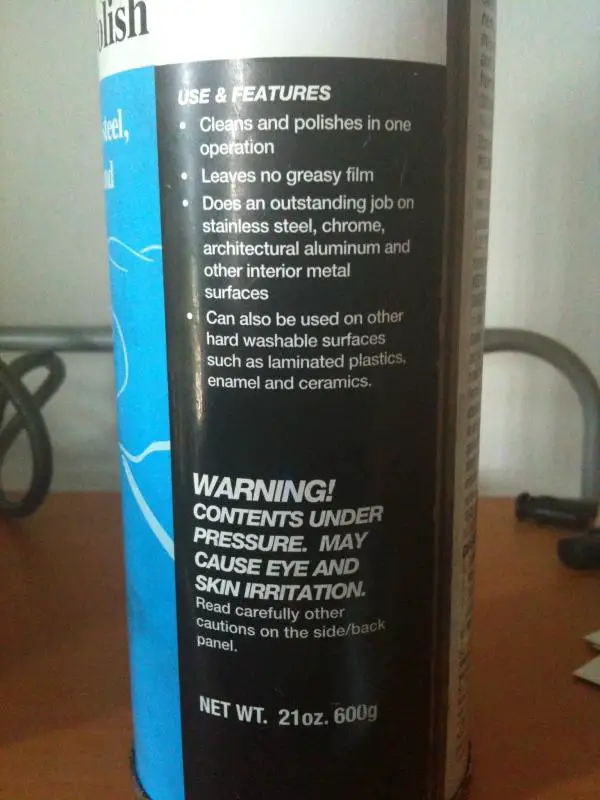 olish
teel,
USE & FEATURES
• Cleans and polishes in one
operation
• Leaves no greasy film
• Does an outstanding job on
stainless steel, chrome,
architectural aluminum and
other interior metal
surfaces
• Can also be used on other
hard washable surfaces
such as laminated plastics,
enamel and ceramics.
WARNING!
CONTENTS UNDER
PRESSURE. MAY
CAUSE EYE AND
SKIN IRRITATION.
Read carefully other
cautions on the side/back
panel.
NET WT. 21oz. 600g